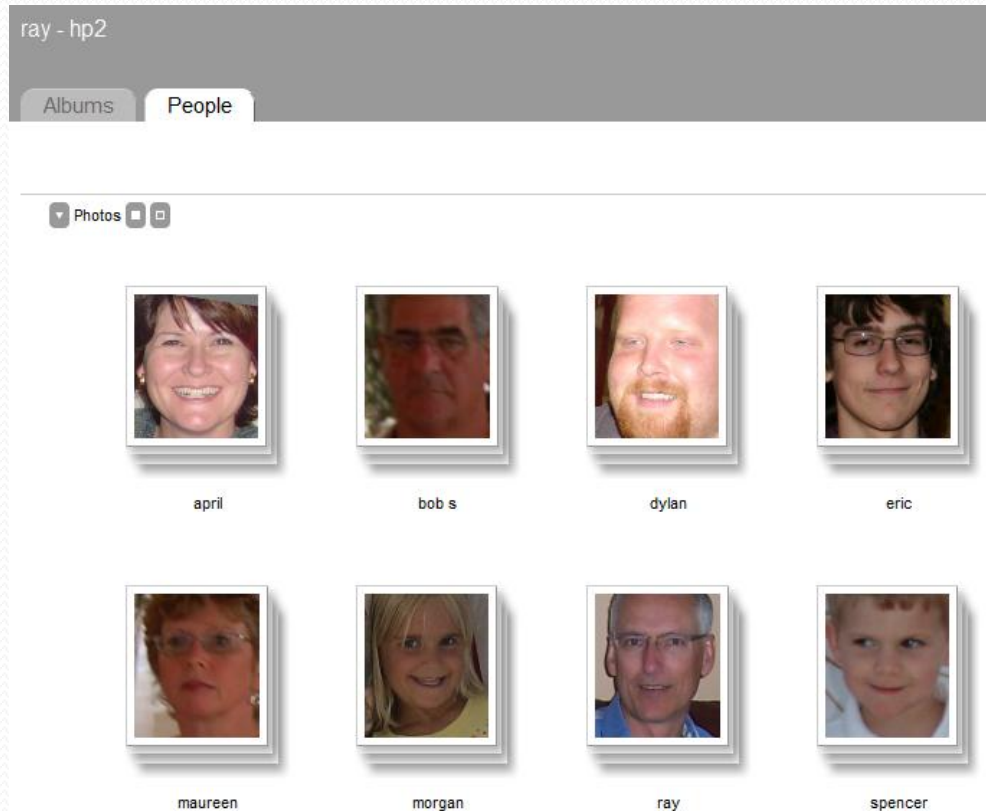 ray - hp2
Albums People
Photos
april bob s dylan eric
maureen morgan ray spencer